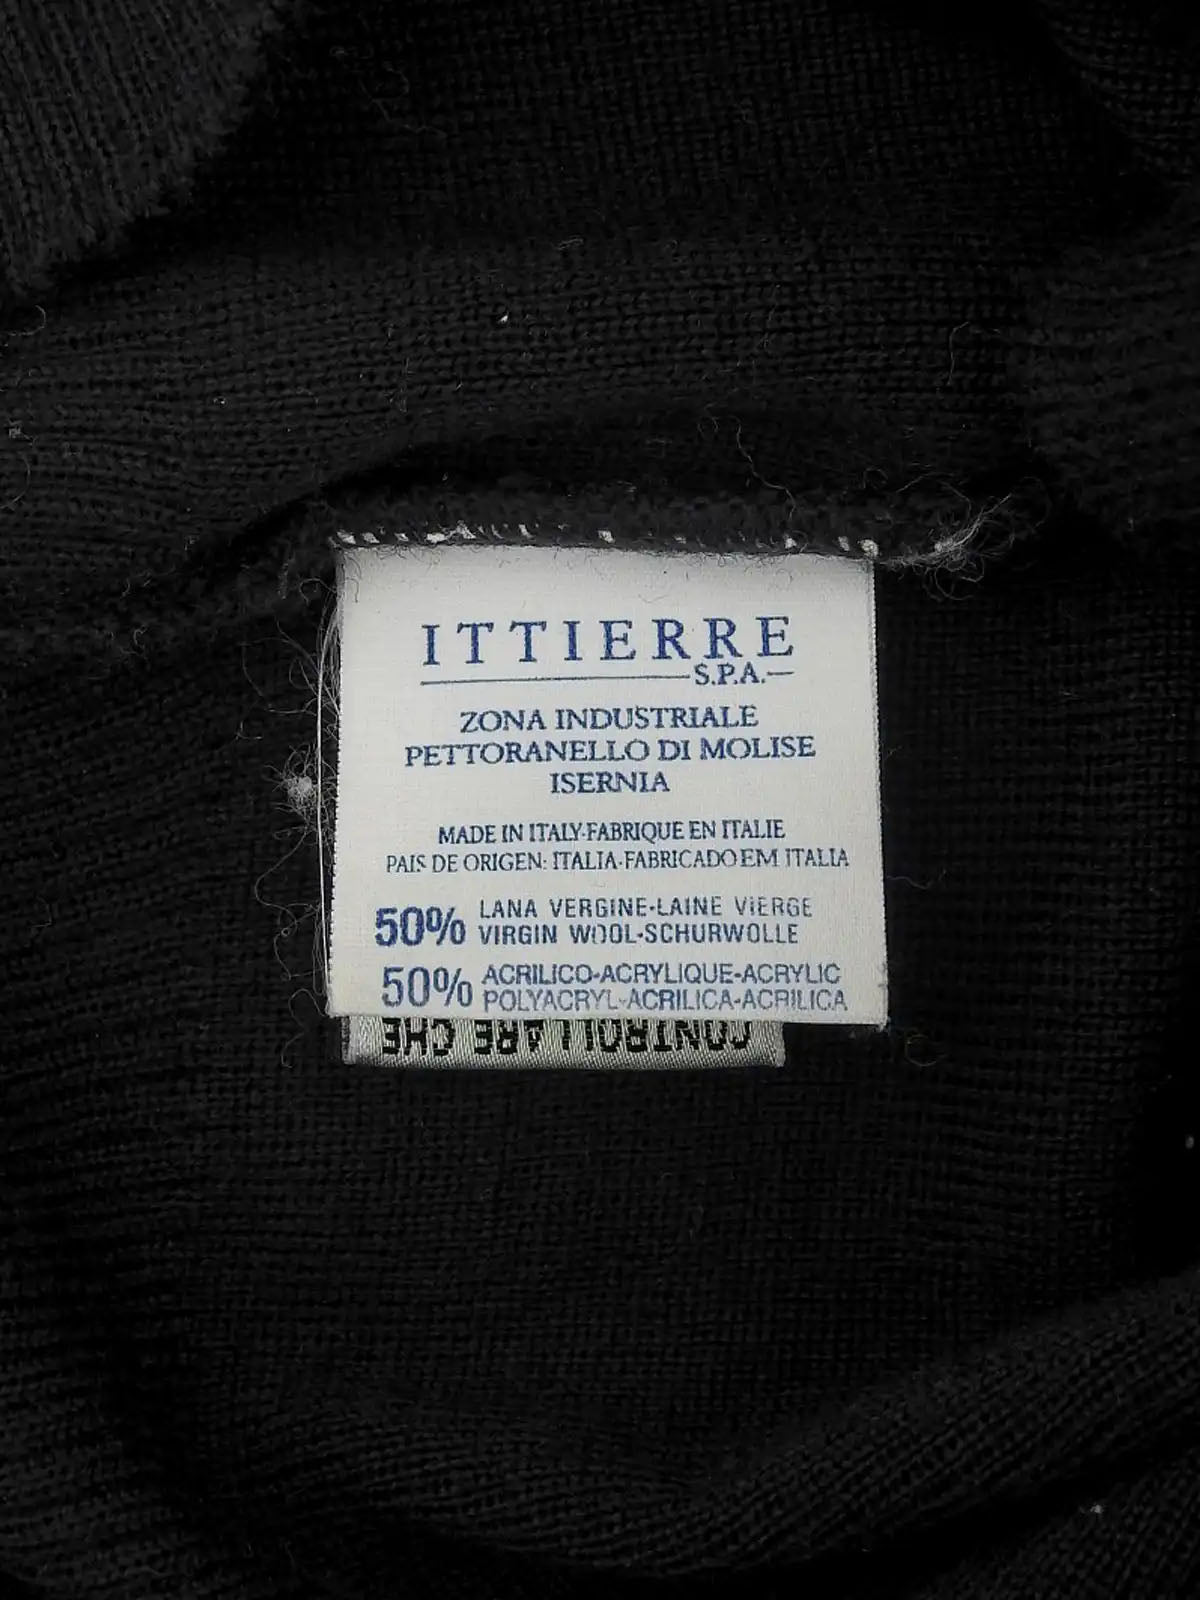 ITTIERRE
S.P.A.
ZONA INDUSTRIALE
PETTORANELLO DI MOLISE
ISERNIA
MADE IN ITALY-FABRIQUE EN ITALIE
PAIS DE ORIGEN: ITALIA-FABRICADO EM ITALIA
50% LANA VERGINE-LAINE VIERGE
VIRGIN WOOL-SCHURWOLLE
50% ACRILICO-ACRYLIQUE-ACRYLIC
POLYACRYL-ACRILICA-ACRILICA
CONTROLLARE CHE